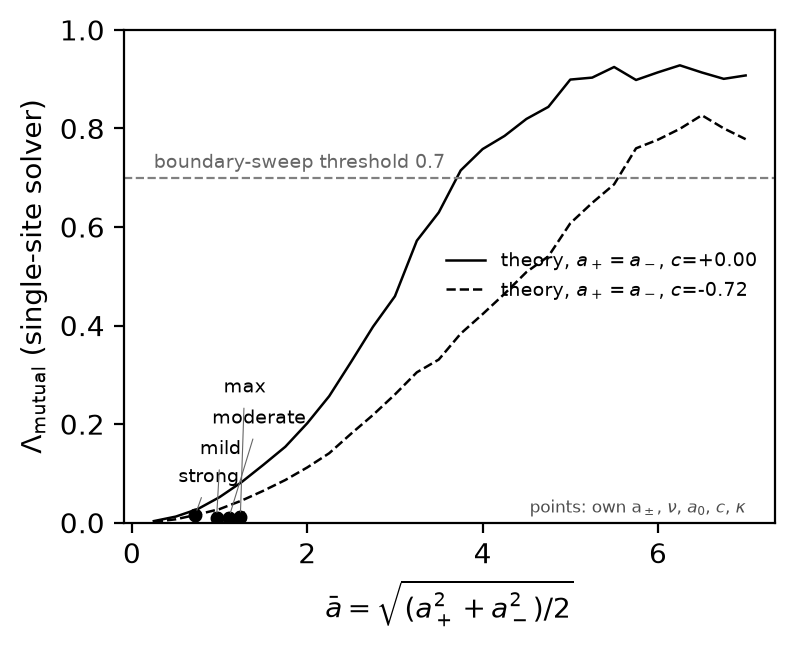 1.0
0.8
0.6
0.4
0.2
0.0
0
2
4
6
Λmutual (single-site solver)
boundary-sweep threshold 0.7
theory, a₊ = a₋, c=+0.00
theory, a₊ = a₋, c=-0.72
max
moderate
mild
strong
points: own a±, ν, a₀, c, κ
ā = √(a₊² + a₋²)/2